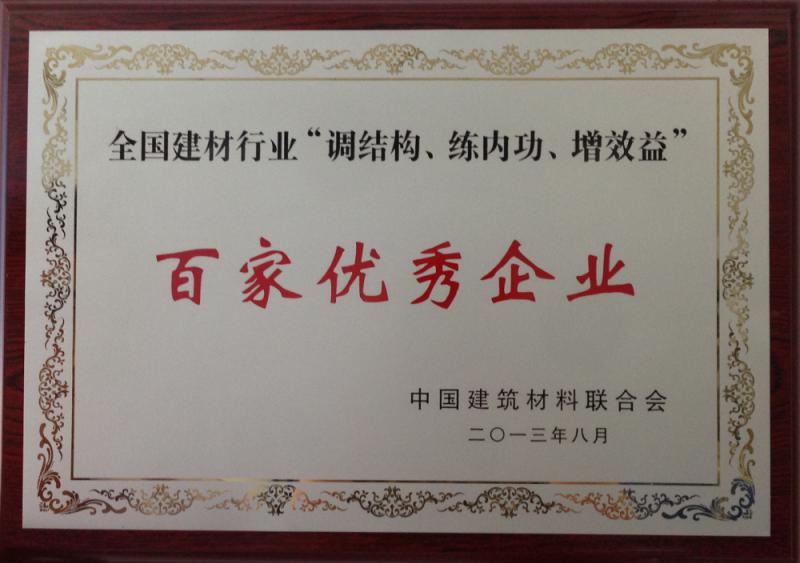 全国建材行业“调结构、练内功、增效益”
百家优秀企业
中国建筑材料联合会
二〇一三年八月